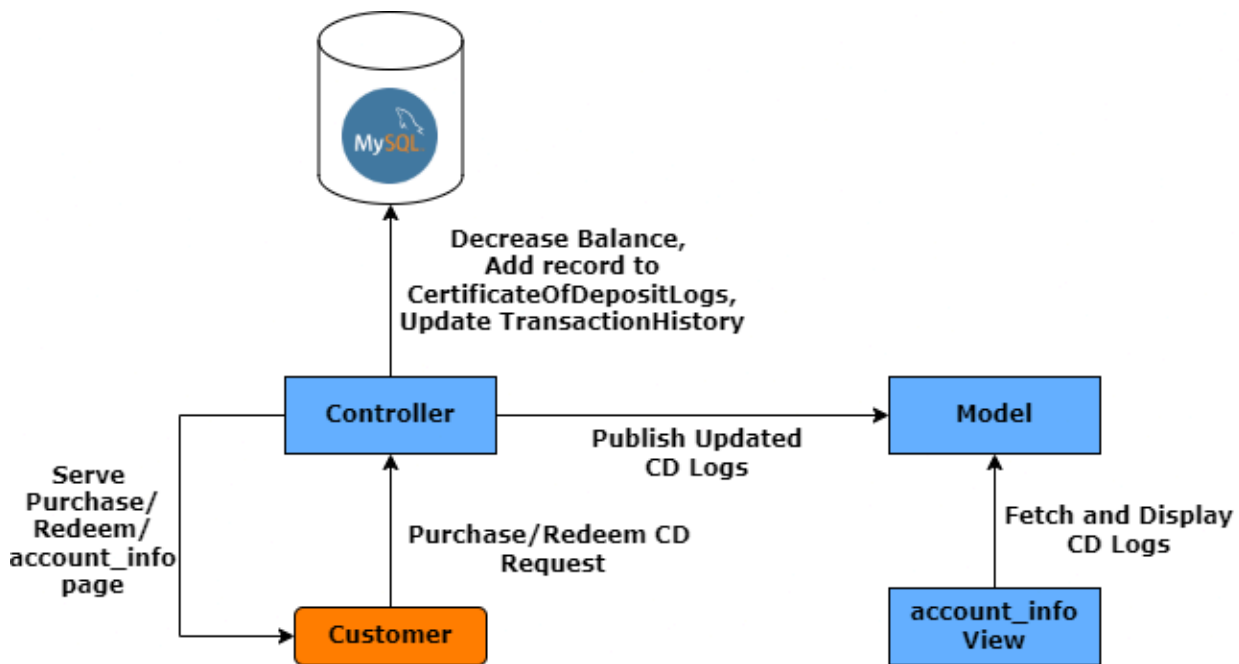 MySQL
Decrease Balance,
Add record to
CertificateOfDepositLogs,
Update TransactionHistory
Controller
Model
Publish Updated
CD Logs
Serve
Purchase/
Redeem/
account_info
page
Purchase/Redeem CD
Request
Fetch and Display
CD Logs
Customer
account_info
View